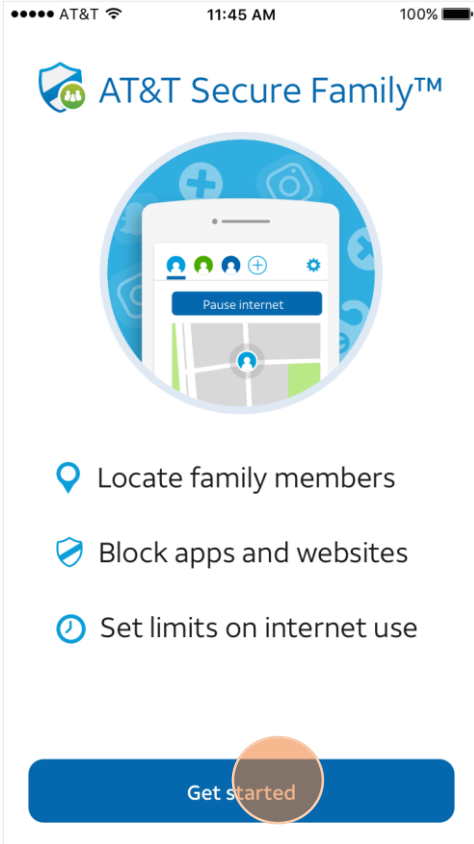 AT&T 11:45 AM 100%
AT&T Secure Family™
Pause internet
Locate family members
Block apps and websites
Set limits on internet use
Get started